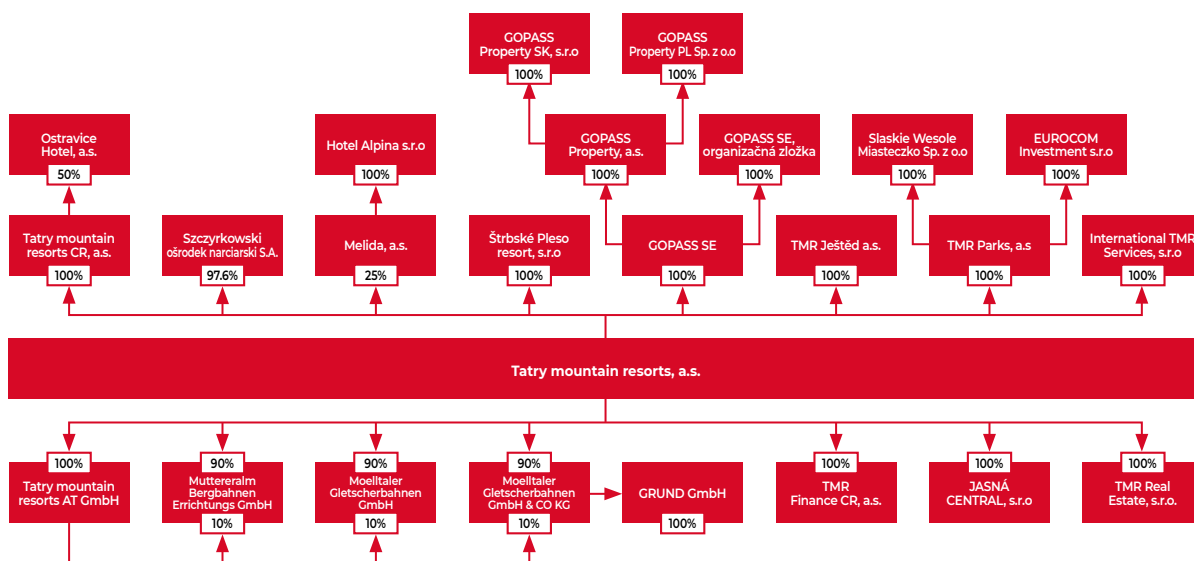 GOPASS
Property SK, s.r.o
100%
GOPASS
Property PL Sp. z o.o
100%
Ostravice
Hotel, a.s.
50%
Hotel Alpina s.r.o
100%
GOPASS
Property, a.s.
100%
GOPASS SE,
organizačná zložka
100%
Slaskie Wesole
Miasteczko Sp. z o.o
100%
EUROCOM
Investment s.r.o
100%
Tatry mountain
resorts CR, a.s.
100%
Szczyrkowski
ośrodek narciarski S.A.
97.6%
Melida, a.s.
25%
Štrbské Pleso
resort, s.r.o
100%
GOPASS SE
100%
TMR Ještěd a.s.
100%
TMR Parks, a.s
100%
International TMR
Services, s.r.o
100%
Tatry mountain resorts, a.s.
100%
Tatry mountain
resorts AT GmbH
90%
Muttereralm
Bergbahnen
Errichtungs GmbH
10%
90%
Moelltaler
Gletscherbahnen
GmbH
10%
90%
Moelltaler
Gletscherbahnen
GmbH & CO KG
10%
GRUND GmbH
100%
100%
TMR
Finance CR, a.s.
100%
JASNÁ
CENTRAL, s.r.o
100%
TMR Real
Estate, s.r.o.